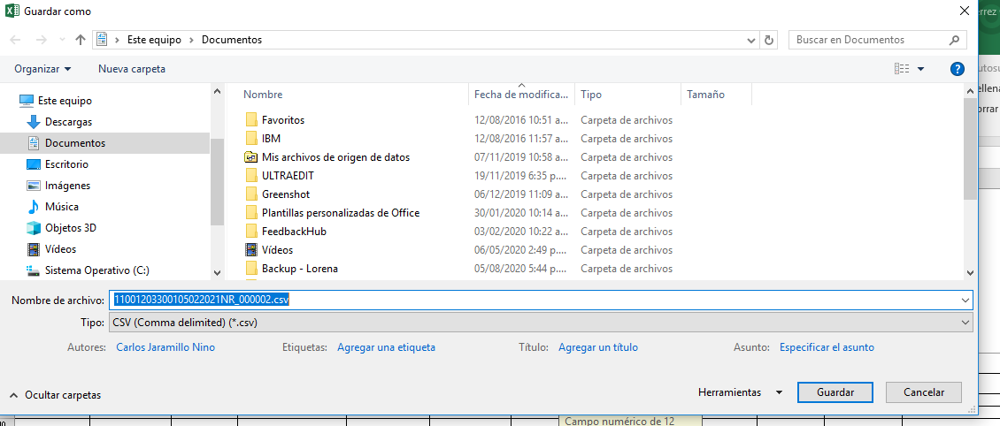 Guardar como
rrez
Este equipo > Documentos
Buscar en Documentos
Organizar
Nueva carpeta
Este equipo
Descargas
Documentos
Escritorio
Imágenes
Música
Objetos 3D
Vídeos
Sistema Operativo (C:)
Nombre Fecha de modifica... Tipo Tamaño
Favoritos 12/08/2016 10:51 a... Carpeta de archivos
IBM 12/08/2016 11:57 a... Carpeta de archivos
Mis archivos de origen de datos 07/11/2019 10:58 a... Carpeta de archivos
ULTRAEDIT 19/11/2019 6:35 p.... Carpeta de archivos
Greenshot 06/12/2019 11:09 a... Carpeta de archivos
Plantillas personalizadas de Office 30/01/2020 10:14 a... Carpeta de archivos
FeedbackHub 03/02/2020 10:22 a... Carpeta de archivos
Vídeos 06/05/2020 2:49 p.... Carpeta de archivos
Backup - Lorena 05/08/2020 5:44 p.... Carpeta de archivos
utosu
ellena
orrar
Nombre de archivo: 11001203300105022021NR_000002.csv
Tipo: CSV (Comma delimited) (*.csv)
Autores: Carlos Jaramillo Nino Etiquetas: Agregar una etiqueta Título: Agregar un título Asunto: Especificar el asunto
Ocultar carpetas
Herramientas Guardar Cancelar
Campo numérico de 12